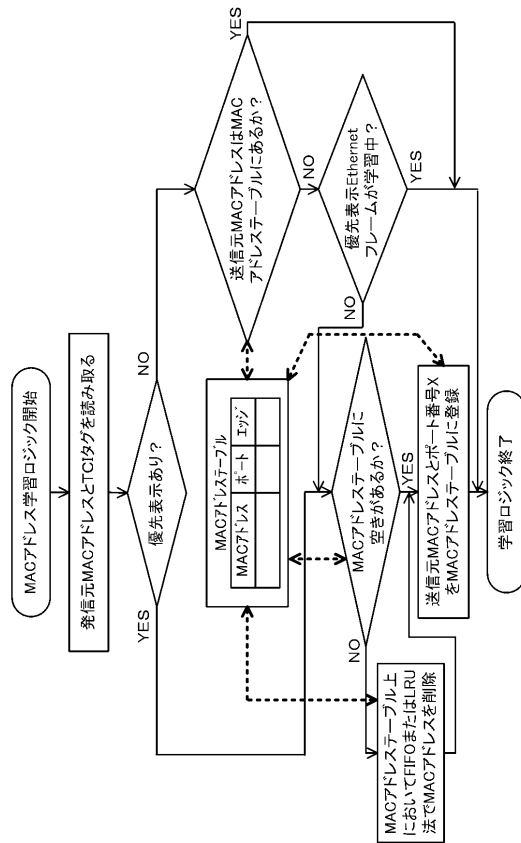 MACアドレス学習ロジック開始
発信元MACアドレスとTCIタグを読み取る
優先表示あり？
YES
NO
送信元MACアドレスはMAC
アドレステーブルにあるか？
YES
NO
優先表示Ethernet
フレームが学習中？
NO
YES
MACアドレステーブル
MACアドレス ポート エッジ
MACアドレステーブルに
空きがあるか？
NO
YES
MACアドレステーブル上
においてFIFOまたはLRU
法でMACアドレスを削除
送信元MACアドレスとポート番号X
をMACアドレステーブルに登録
学習ロジック終了